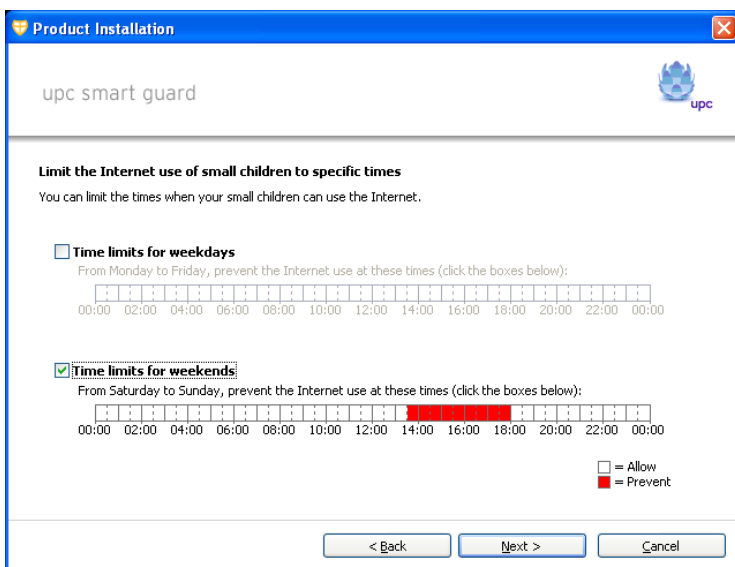 Product Installation
upc smart guard
upc
Limit the Internet use of small children to specific times
You can limit the times when your small children can use the Internet.
Time limits for weekdays
From Monday to Friday, prevent the Internet use at these times (click the boxes below):
00:00 02:00 04:00 06:00 08:00 10:00 12:00 14:00 16:00 18:00 20:00 22:00 00:00
Time limits for weekends
From Saturday to Sunday, prevent the Internet use at these times (click the boxes below):
00:00 02:00 04:00 06:00 08:00 10:00 12:00 14:00 16:00 18:00 20:00 22:00 00:00
= Allow
= Prevent
< Back Next > Cancel